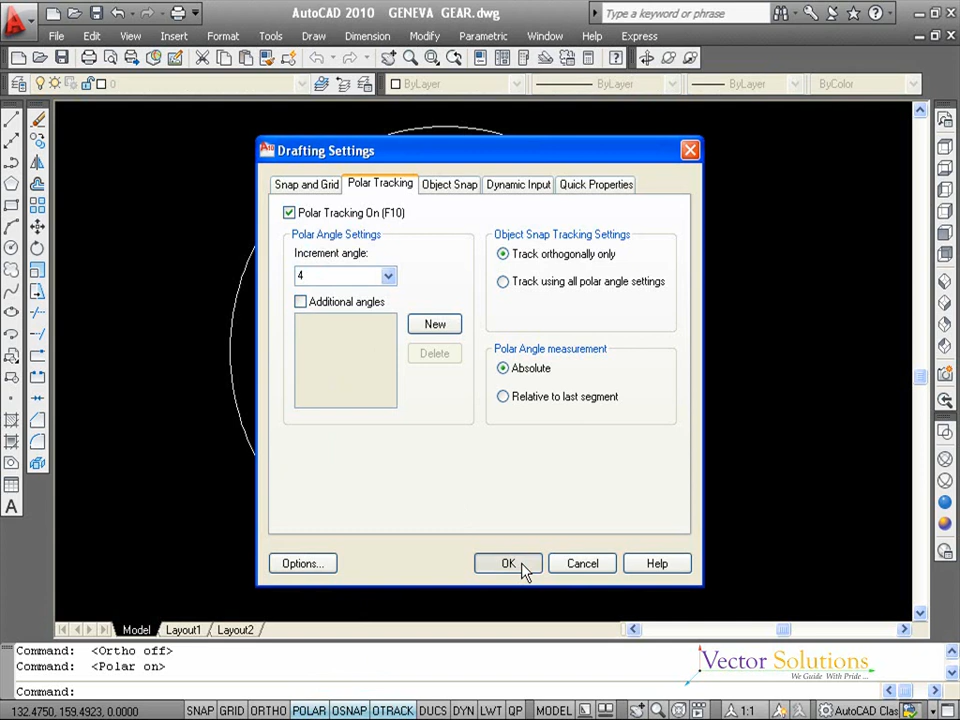 AutoCAD 2010 GENEVA GEAR.dwg
Type a keyword or phrase
File Edit View Insert Format Tools Draw Dimension Modify Parametric Window Help Express
0 ByLayer ByLayer ByLayer ByColor
Drafting Settings
Snap and Grid Polar Tracking Object Snap Dynamic Input Quick Properties
Polar Tracking On (F10)
Polar Angle Settings
Increment angle:
4
Additional angles
New
Delete
Object Snap Tracking Settings
Track orthogonally only
Track using all polar angle settings
Polar Angle measurement
Absolute
Relative to last segment
Options... OK Cancel Help
A
Model Layout1 Layout2
Command: <Ortho off>
Command: <Polar on>
Command:
Vector Solutions
We Guide With Pride ...
132.4750, 159.4923, 0.0000 SNAP GRID ORTHO POLAR OSNAP OTRACK DUCS DYN LWT QP MODEL 1:1 AutoCAD Clas